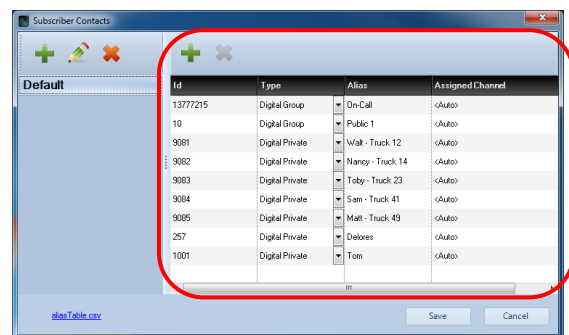 Subscriber Contacts
Default
Id Type Alias Assigned Channel
13777215 Digital Group On-Call <Auto>
10 Digital Group Public 1 <Auto>
9081 Digital Private Walt - Truck 12 <Auto>
9082 Digital Private Nancy - Truck 14 <Auto>
9083 Digital Private Toby - Truck 23 <Auto>
9084 Digital Private Sam - Truck 41 <Auto>
9085 Digital Private Matt - Truck 49 <Auto>
257 Digital Private Delores <Auto>
1001 Digital Private Tom <Auto>
aliasTable.csv Save Cancel